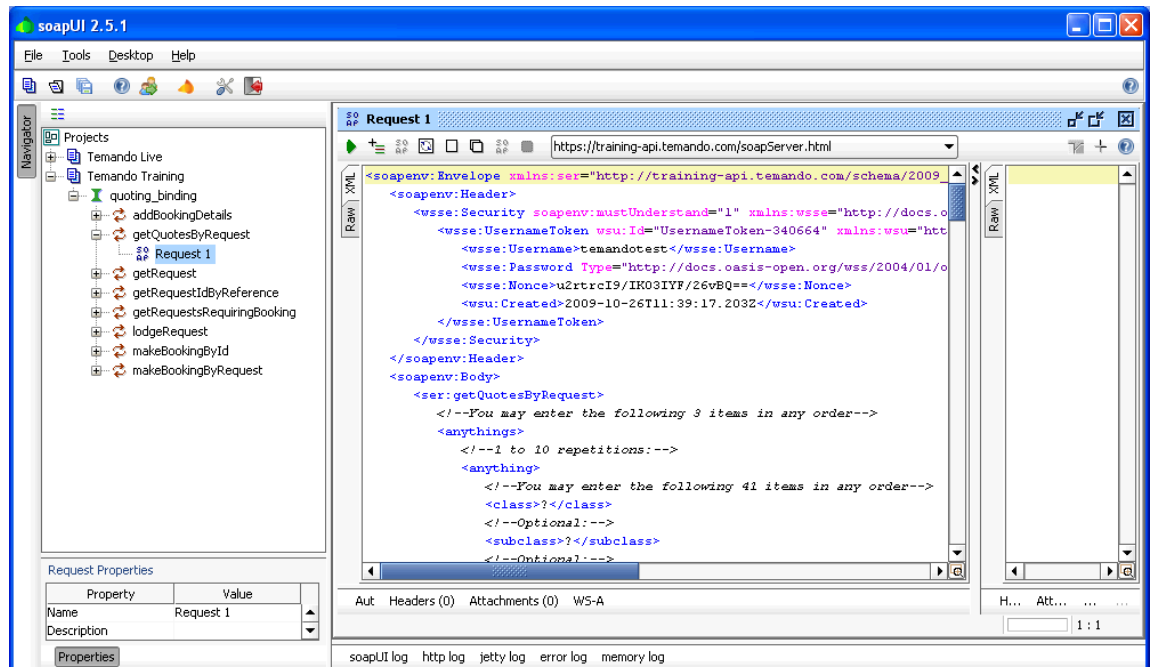 soapUI 2.5.1
File Tools Desktop Help
Navigator
Projects
Temando Live
Temando Training
quoting_binding
addBookingDetails
getQuotesByRequest
SO AP Request 1
getRequest
getRequestIdByReference
getRequestsRequiringBooking
lodgeRequest
makeBookingById
makeBookingByRequest
Request Properties
Property Value
Name Request 1
Description
Properties
SO AP Request 1
SO AP SO AP https://training-api.temando.com/soapServer.html
XML
Raw
<soapenv:Envelope xmlns:ser="http://training-api.temando.com/schema/2009_
<soapenv:Header>
<wsse:Security soapenv:mustUnderstand="1" xmlns:wsse="http://docs.o
<wsse:UsernameToken wsu:Id="UsernameToken-340664" xmlns:wsu="htt
<wsse:Username>temandotest</wsse:Username>
<wsse:Password Type="http://docs.oasis-open.org/wss/2004/01/o
<wsse:Nonce>u2rtrcI9/IK03IYF/26vBQ==</wsse:Nonce>
<wsu:Created>2009-10-26T11:39:17.203Z</wsu:Created>
</wsse:UsernameToken>
</wsse:Security>
</soapenv:Header>
<soapenv:Body>
<ser:getQuotesByRequest>
<!--You may enter the following 3 items in any order-->
<anythings>
<!--1 to 10 repetitions:-->
<anything>
<!--You may enter the following 41 items in any order-->
<class>?</class>
<!--Optional:-->
<subclass>?</subclass>
<!--Optional:-->
XML
Raw
Aut Headers (0) Attachments (0) WS-A
H... Att... ... ...
1 : 1
soapUI log http log jetty log error log memory log